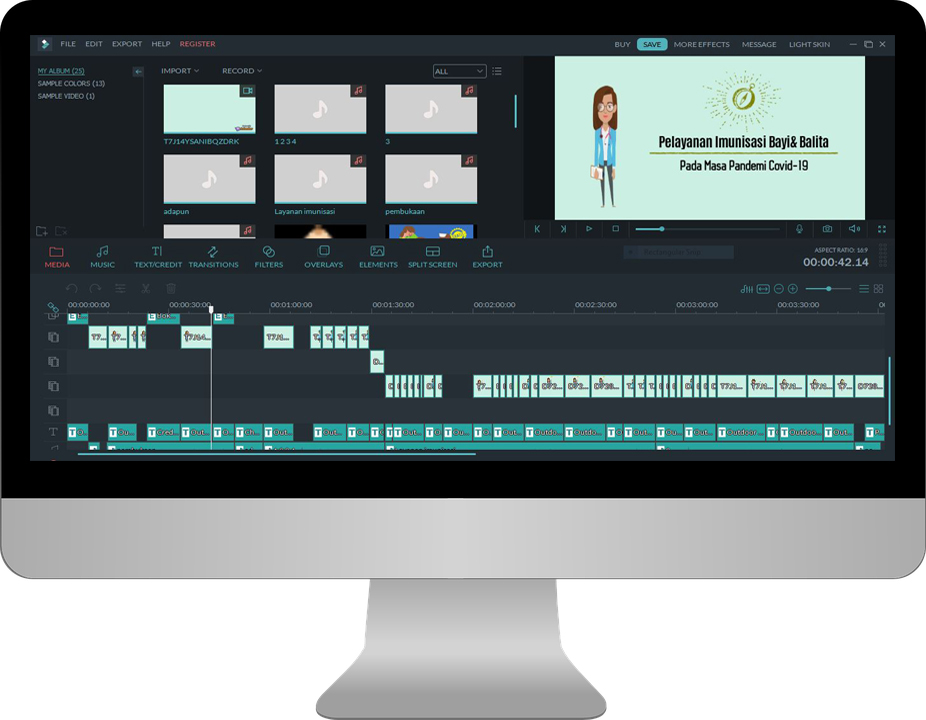 FILE EDIT EXPORT HELP REGISTER
BUY SAVE MORE EFFECTS MESSAGE LIGHT SKIN
MY ALBUM (25)
SAMPLE COLORS (13)
SAMPLE VIDEO (1)
IMPORT RECORD ALL
T7J14YSANIBQZDRK
1 2 3 4
3
adapun
Layanan imunisasi
pembukaan
Pelayanan Imunisasi Bayi& Balita
Pada Masa Pandemi Covid-19
MEDIA MUSIC TEXT/CREDIT TRANSITIONS FILTERS OVERLAYS ELEMENTS SPLIT SCREEN EXPORT
ASPECT RATIO: 16:9
00:00:42.14
00:00:00:00 00:00:30:00 00:01:00:00 00:01:30:00 00:02:00:00 00:02:30:00 00:03:00:00 00:03:30:00